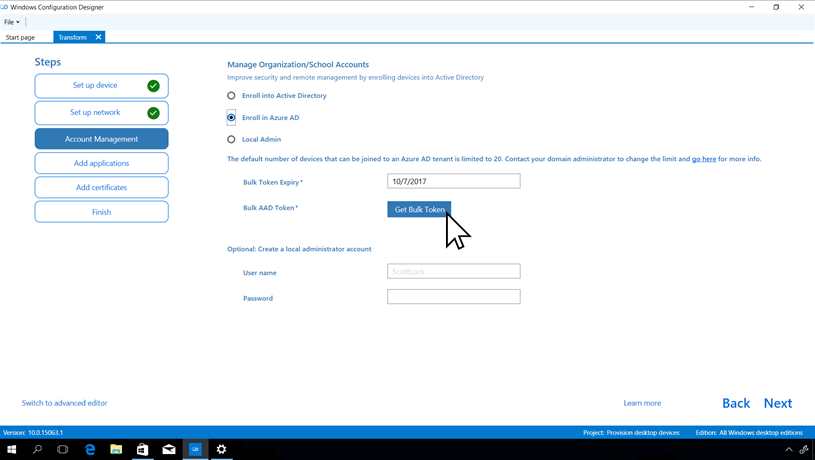 Windows Configuration Designer
File
Start page
Transform
Steps
Set up device
Set up network
Account Management
Add applications
Add certificates
Finish
Manage Organization/School Accounts
Improve security and remote management by enrolling devices into Active Directory
Enroll into Active Directory
Enroll in Azure AD
Local Admin
The default number of devices that can be joined to an Azure AD tenant is limited to 20. Contact your domain administrator to change the limit and go here for more info.
Bulk Token Expiry*
10/7/2017
Bulk AAD Token*
Get Bulk Token
Optional: Create a local administrator account
User name
ScottLock
Password
Switch to advanced editor
Learn more
Back
Next
Version: 10.0.15063.1
Project: Provision desktop devices
Edition: All Windows desktop editions